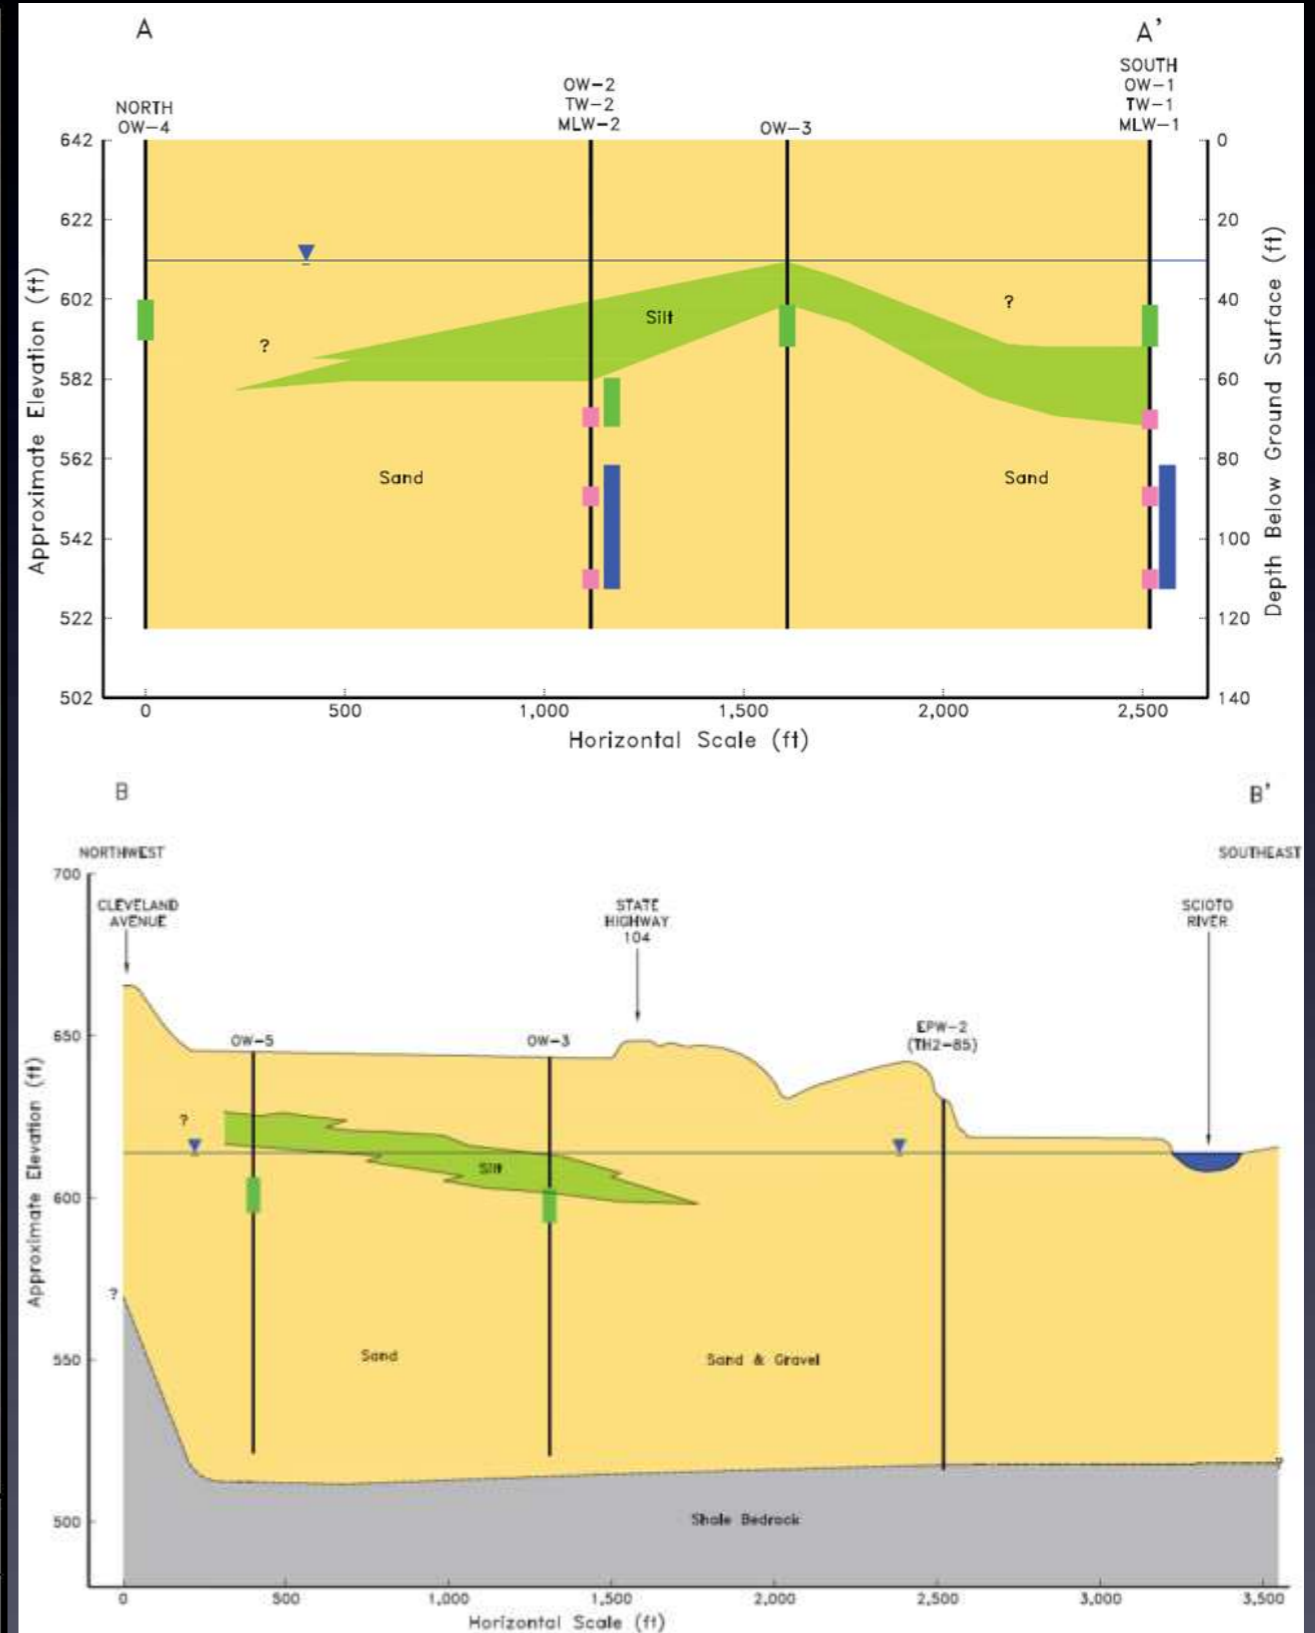 A
A'
SOUTH
OW-1
TW-1
MLW-1
OW-2
TW-2
MLW-2
NORTH
OW-4
OW-3
642
622
602
582
562
542
522
502
Approximate Elevation (ft)
0
20
40
60
80
100
120
140
Depth Below Ground Surface (ft)
?
Silt
?
Sand
Sand
0
500
1,000
1,500
2,000
2,500
Horizontal Scale (ft)
B
B'
NORTHWEST
SOUTHEAST
CLEVELAND
AVENUE
STATE
HIGHWAY
104
SCIOTO
RIVER
OW-5
OW-3
EPW-2
(TH2-85)
700
650
600
550
500
Approximate Elevation (ft)
?
Silt
?
Sand
Sand & Gravel
?
Shale Bedrock
0
500
1,000
1,500
2,000
2,500
3,000
3,500
Horizontal Scale (ft)